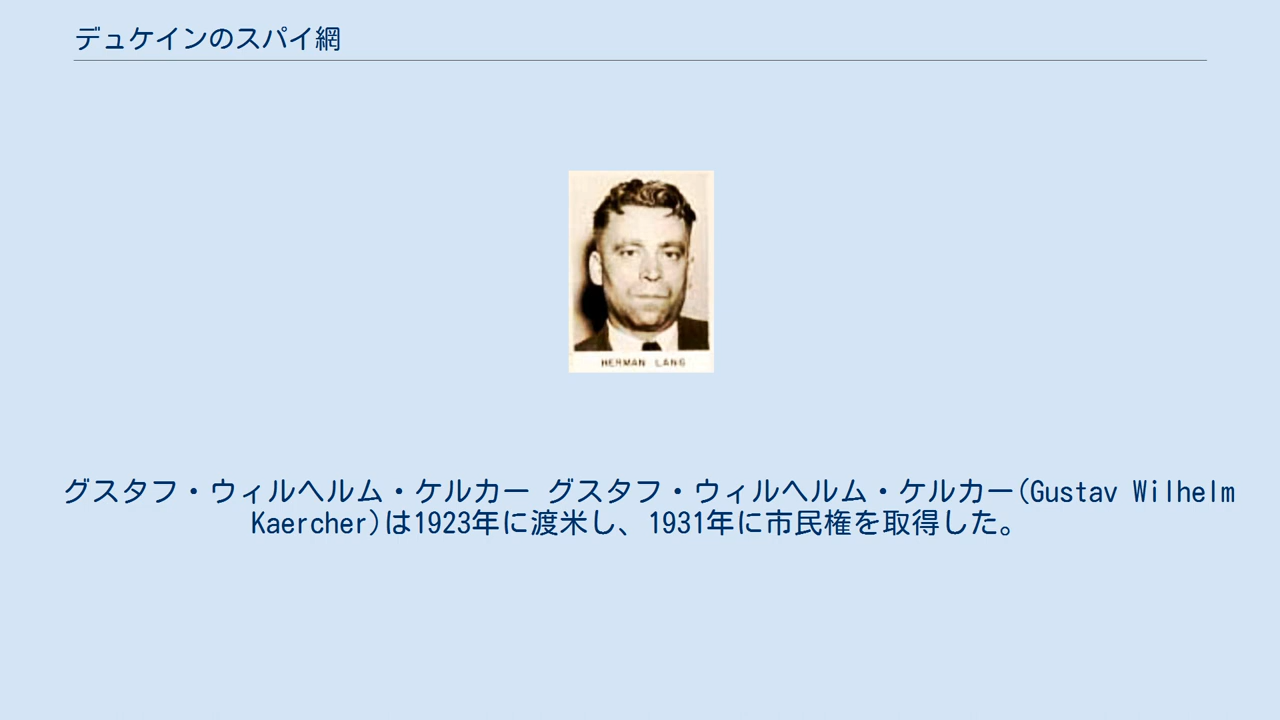 デュケインのスパイ網
HERMAN LANG
グスタフ・ウィルヘルム・ケルカー グスタフ・ウィルヘルム・ケルカー(Gustav Wilhelm
Kaercher)は1923年に渡米し、1931年に市民権を取得した。